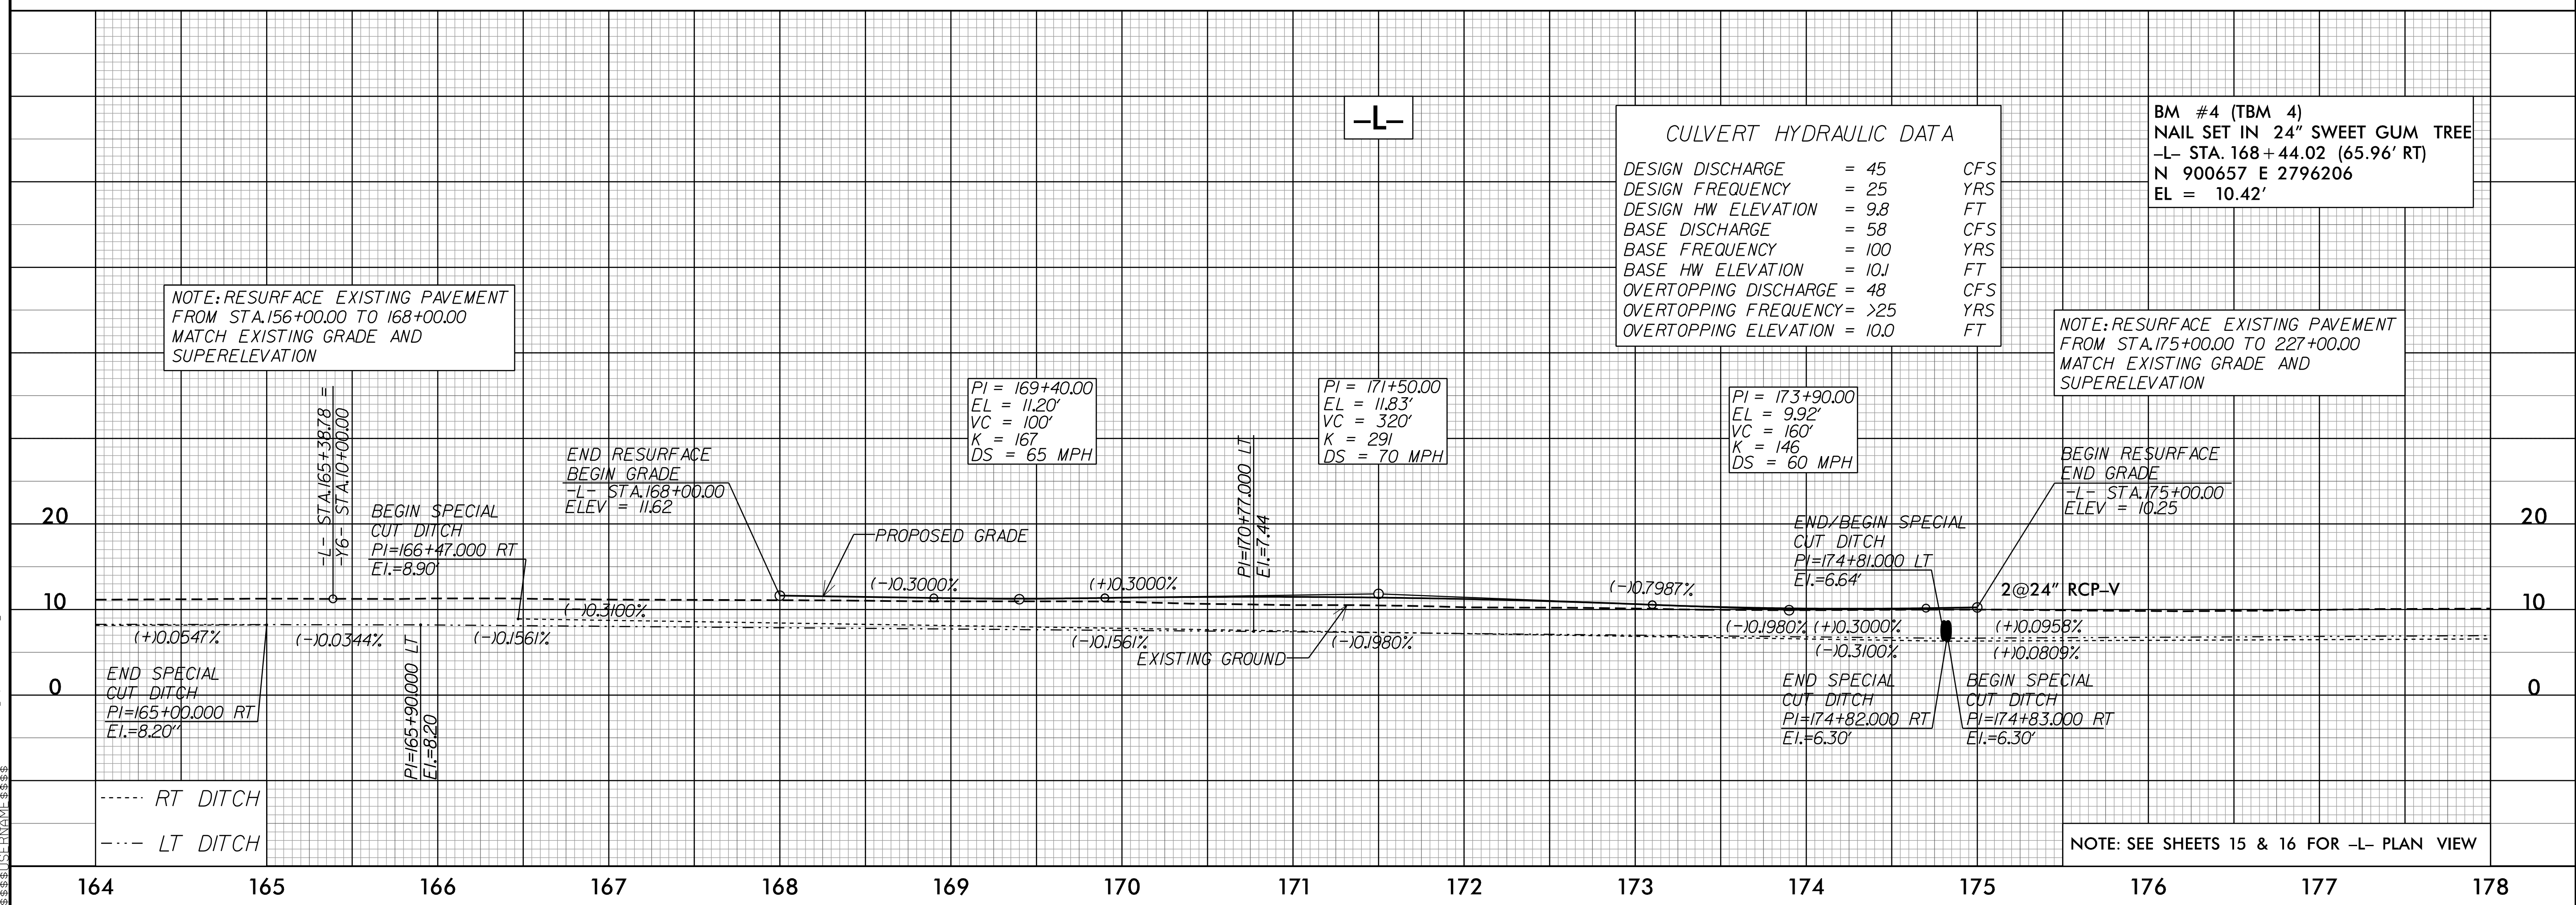 –L–
CULVERT HYDRAULIC DATA
DESIGN DISCHARGE = 45 CFS
DESIGN FREQUENCY = 25 YRS
DESIGN HW ELEVATION = 9.8 FT
BASE DISCHARGE = 58 CFS
BASE FREQUENCY = 100 YRS
BASE HW ELEVATION = 10.1 FT
OVERTOPPING DISCHARGE = 48 CFS
OVERTOPPING FREQUENCY = >25 YRS
OVERTOPPING ELEVATION = 10.0 FT
BM #4 (TBM 4)
NAIL SET IN 24" SWEET GUM TREE
–L– STA. 168+44.02 (65.96' RT)
N 900657 E 2796206
EL = 10.42'
NOTE: RESURFACE EXISTING PAVEMENT
FROM STA.156+00.00 TO 168+00.00
MATCH EXISTING GRADE AND
SUPERELEVATION
NOTE: RESURFACE EXISTING PAVEMENT
FROM STA.175+00.00 TO 227+00.00
MATCH EXISTING GRADE AND
SUPERELEVATION
-L- STA.165+38.78 =
-Y6- STA.10+00.00
BEGIN SPECIAL
CUT DITCH
PI=166+47.000 RT
El.=8.90'
END RESURFACE
BEGIN GRADE
-L- STA.168+00.00
ELEV = 11.62
PROPOSED GRADE
PI = 169+40.00
EL = 11.20'
VC = 100'
K = 167
DS = 65 MPH
PI=170+77.000 LT
El.=7.44
PI = 171+50.00
EL = 11.83'
VC = 320'
K = 291
DS = 70 MPH
PI = 173+90.00
EL = 9.92'
VC = 160'
K = 146
DS = 60 MPH
END/BEGIN SPECIAL
CUT DITCH
PI=174+81.000 LT
El.=6.64'
BEGIN RESURFACE
END GRADE
-L- STA.175+00.00
ELEV = 10.25
2@24" RCP–V
20
20
10
10
0
0
(-)0.3000%
(+)0.3000%
(-)0.7987%
(-)0.3100%
(+)0.0547%
(-)0.0344%
(-)0.1561%
(-)0.1561%
EXISTING GROUND
(-)0.1980%
(-)0.1980%
(+)0.3000%
(+)0.0958%
(-)0.3100%
(+)0.0809%
END SPECIAL
CUT DITCH
PI=165+00.000 RT
El.=8.20''
PI=165+90.000 LT
El.=8.20
END SPECIAL
CUT DITCH
PI=174+82.000 RT
El.=6.30'
BEGIN SPECIAL
CUT DITCH
PI=174+83.000 RT
El.=6.30'
RT DITCH
LT DITCH
NOTE: SEE SHEETS 15 & 16 FOR –L– PLAN VIEW
164 165 166 167 168 169 170 171 172 173 174 175 176 177 178